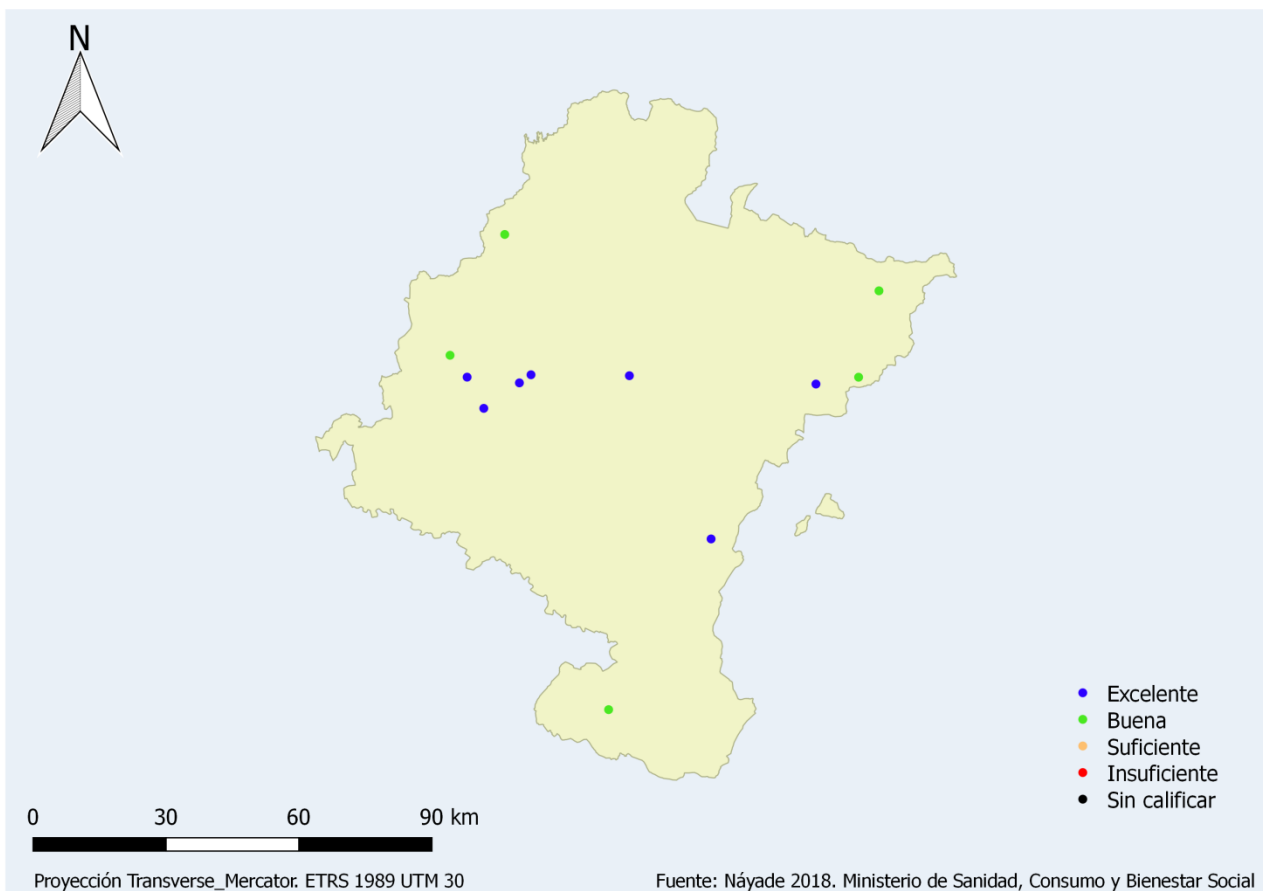 N
Excelente
Buena
Suficiente
Insuficiente
Sin calificar
0 30 60 90 km
Proyección Transverse_Mercator. ETRS 1989 UTM 30
Fuente: Náyade 2018. Ministerio de Sanidad, Consumo y Bienestar Social